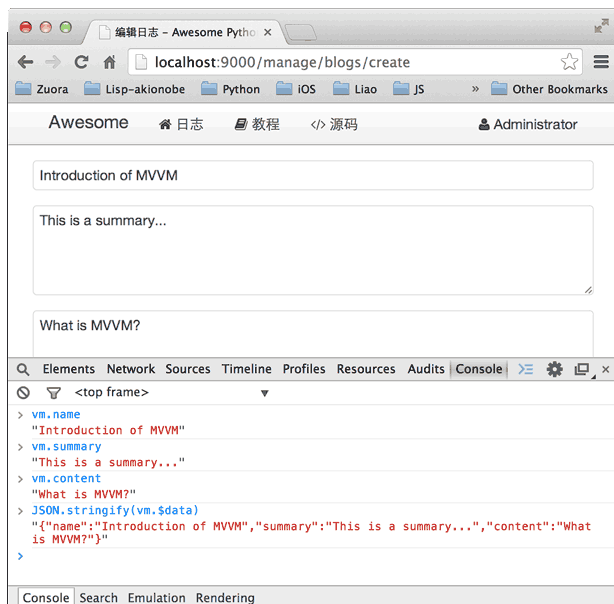 编辑日志 - Awesome Pytho
localhost:9000/manage/blogs/create
Zuora Lisp-akionobe Python iOS Liao JS » Other Bookmarks
Awesome 日志 教程 </> 源码 Administrator
Introduction of MVVM
This is a summary...
What is MVVM?
Elements Network Sources Timeline Profiles Resources Audits Console
<top frame>
> vm.name
"Introduction of MVVM"
> vm.summary
"This is a summary..."
> vm.content
"What is MVVM?"
> JSON.stringify(vm.$data)
"{"name":"Introduction of MVVM","summary":"This is a summary...","content":"What
is MVVM?"}"
>
Console Search Emulation Rendering